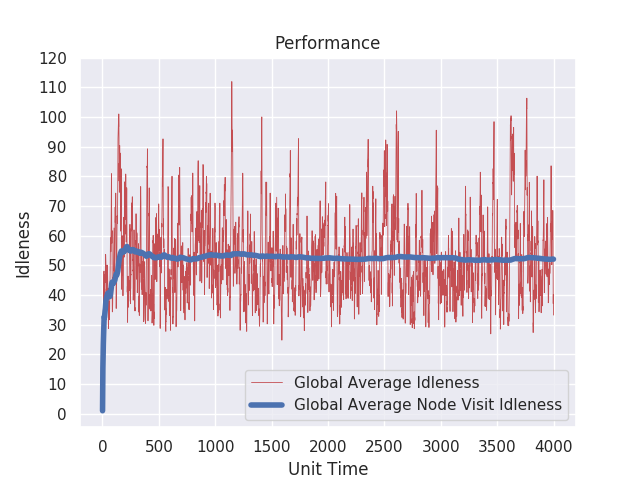 Performance
120
110
100
90
80
70
60
50
40
30
20
10
0
Idleness
Global Average Idleness
Global Average Node Visit Idleness
0 500 1000 1500 2000 2500 3000 3500 4000
Unit Time